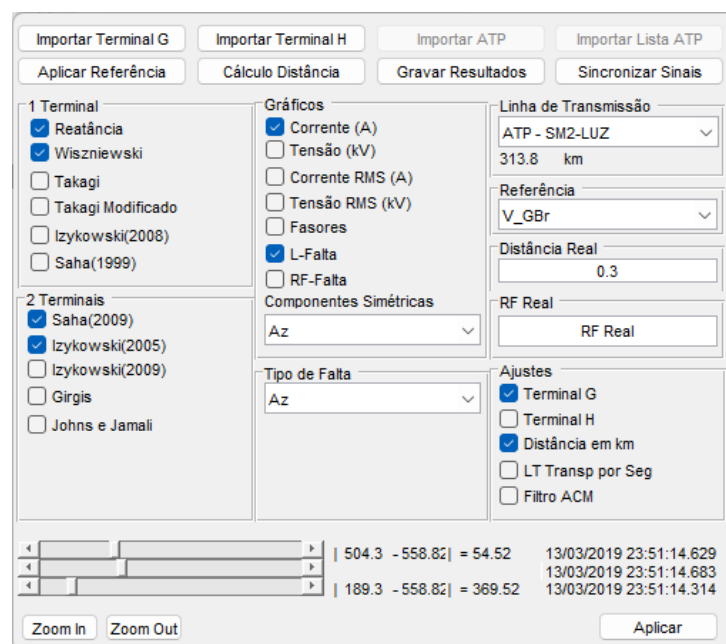 Importar Terminal G
Importar Terminal H
Importar ATP
Importar Lista ATP
Aplicar Referência
Cálculo Distância
Gravar Resultados
Sincronizar Sinais
1 Terminal
Reatância
Wiszniewski
Takagi
Takagi Modificado
Izykowski(2008)
Saha(1999)
2 Terminais
Saha(2009)
Izykowski(2005)
Izykowski(2009)
Girgis
Johns e Jamali
Gráficos
Corrente (A)
Tensão (kV)
Corrente RMS (A)
Tensão RMS (kV)
Fasores
L-Falta
RF-Falta
Componentes Simétricas
Az
Tipo de Falta
Az
Linha de Transmissão
ATP - SM2-LUZ
313.8 km
Referência
V_GBr
Distância Real
0.3
RF Real
RF Real
Ajustes
Terminal G
Terminal H
Distância em km
LT Transp por Seg
Filtro ACM
| 504.3 -558.82| = 54.52 13/03/2019 23:51:14.629
13/03/2019 23:51:14.683
| 189.3 -558.82| = 369.52 13/03/2019 23:51:14.314
Zoom In
Zoom Out
Aplicar